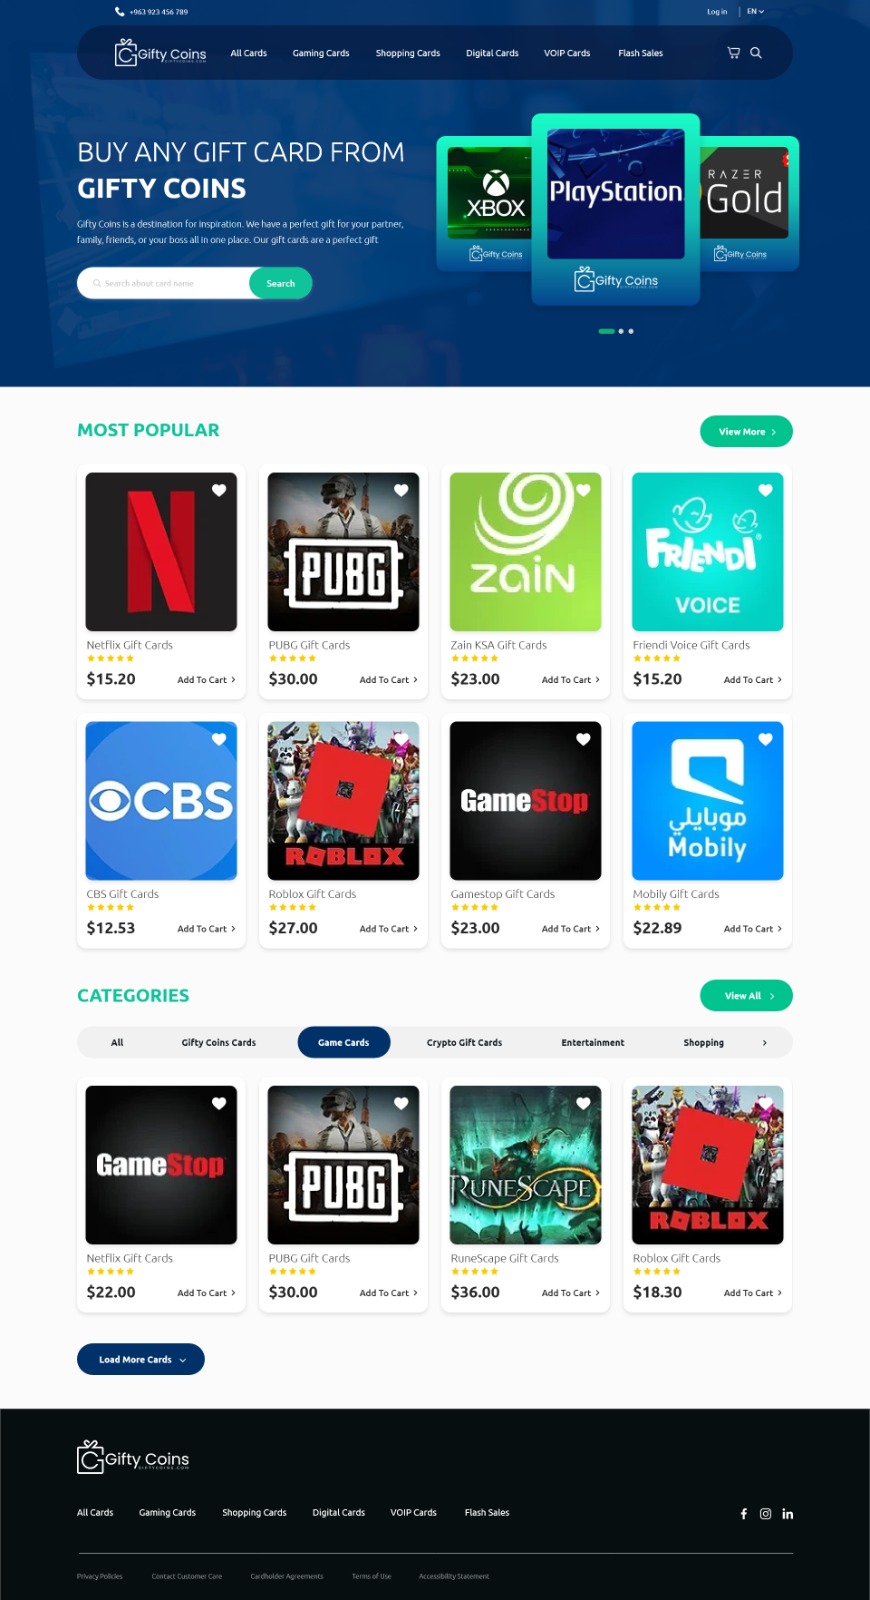 +963 923 456 789
Log in
EN
Gifty Coins
GIFTYCOINS.COM
All Cards
Gaming Cards
Shopping Cards
Digital Cards
VOIP Cards
Flash Sales
BUY ANY GIFT CARD FROM
GIFTY COINS
Gifty Coins is a destination for inspiration. We have a perfect gift for your partner,
family, friends, or your boss all in one place. Our gift cards are a perfect gift
Search about card name
Search
XBOX
Gifty Coins
PlayStation
Gifty Coins
GIFTYCOINS.COM
RAZER
Gold
Gifty Coins
MOST POPULAR
View More
N
Netflix Gift Cards
$15.20
Add To Cart
PUBG
PUBG Gift Cards
$30.00
Add To Cart
ZAIN
Zain KSA Gift Cards
$23.00
Add To Cart
FRiENDi
VOICE
Friendi Voice Gift Cards
$15.20
Add To Cart
CBS
CBS Gift Cards
$12.53
Add To Cart
ROBLOX
Roblox Gift Cards
$27.00
Add To Cart
GameStop
Gamestop Gift Cards
$23.00
Add To Cart
موبايلي
Mobily
Mobily Gift Cards
$22.89
Add To Cart
CATEGORIES
View All
All
Gifty Coins Cards
Game Cards
Crypto Gift Cards
Entertainment
Shopping
GameStop
Netflix Gift Cards
$22.00
Add To Cart
PUBG
PUBG Gift Cards
$30.00
Add To Cart
RUNESCAPE
RuneScape Gift Cards
$36.00
Add To Cart
ROBLOX
Roblox Gift Cards
$18.30
Add To Cart
Load More Cards
Gifty Coins
GIFTYCOINS.COM
All Cards
Gaming Cards
Shopping Cards
Digital Cards
VOIP Cards
Flash Sales
Privacy Policies
Contact Customer Care
Cardholder Agreements
Terms of Use
Accessibility Statement